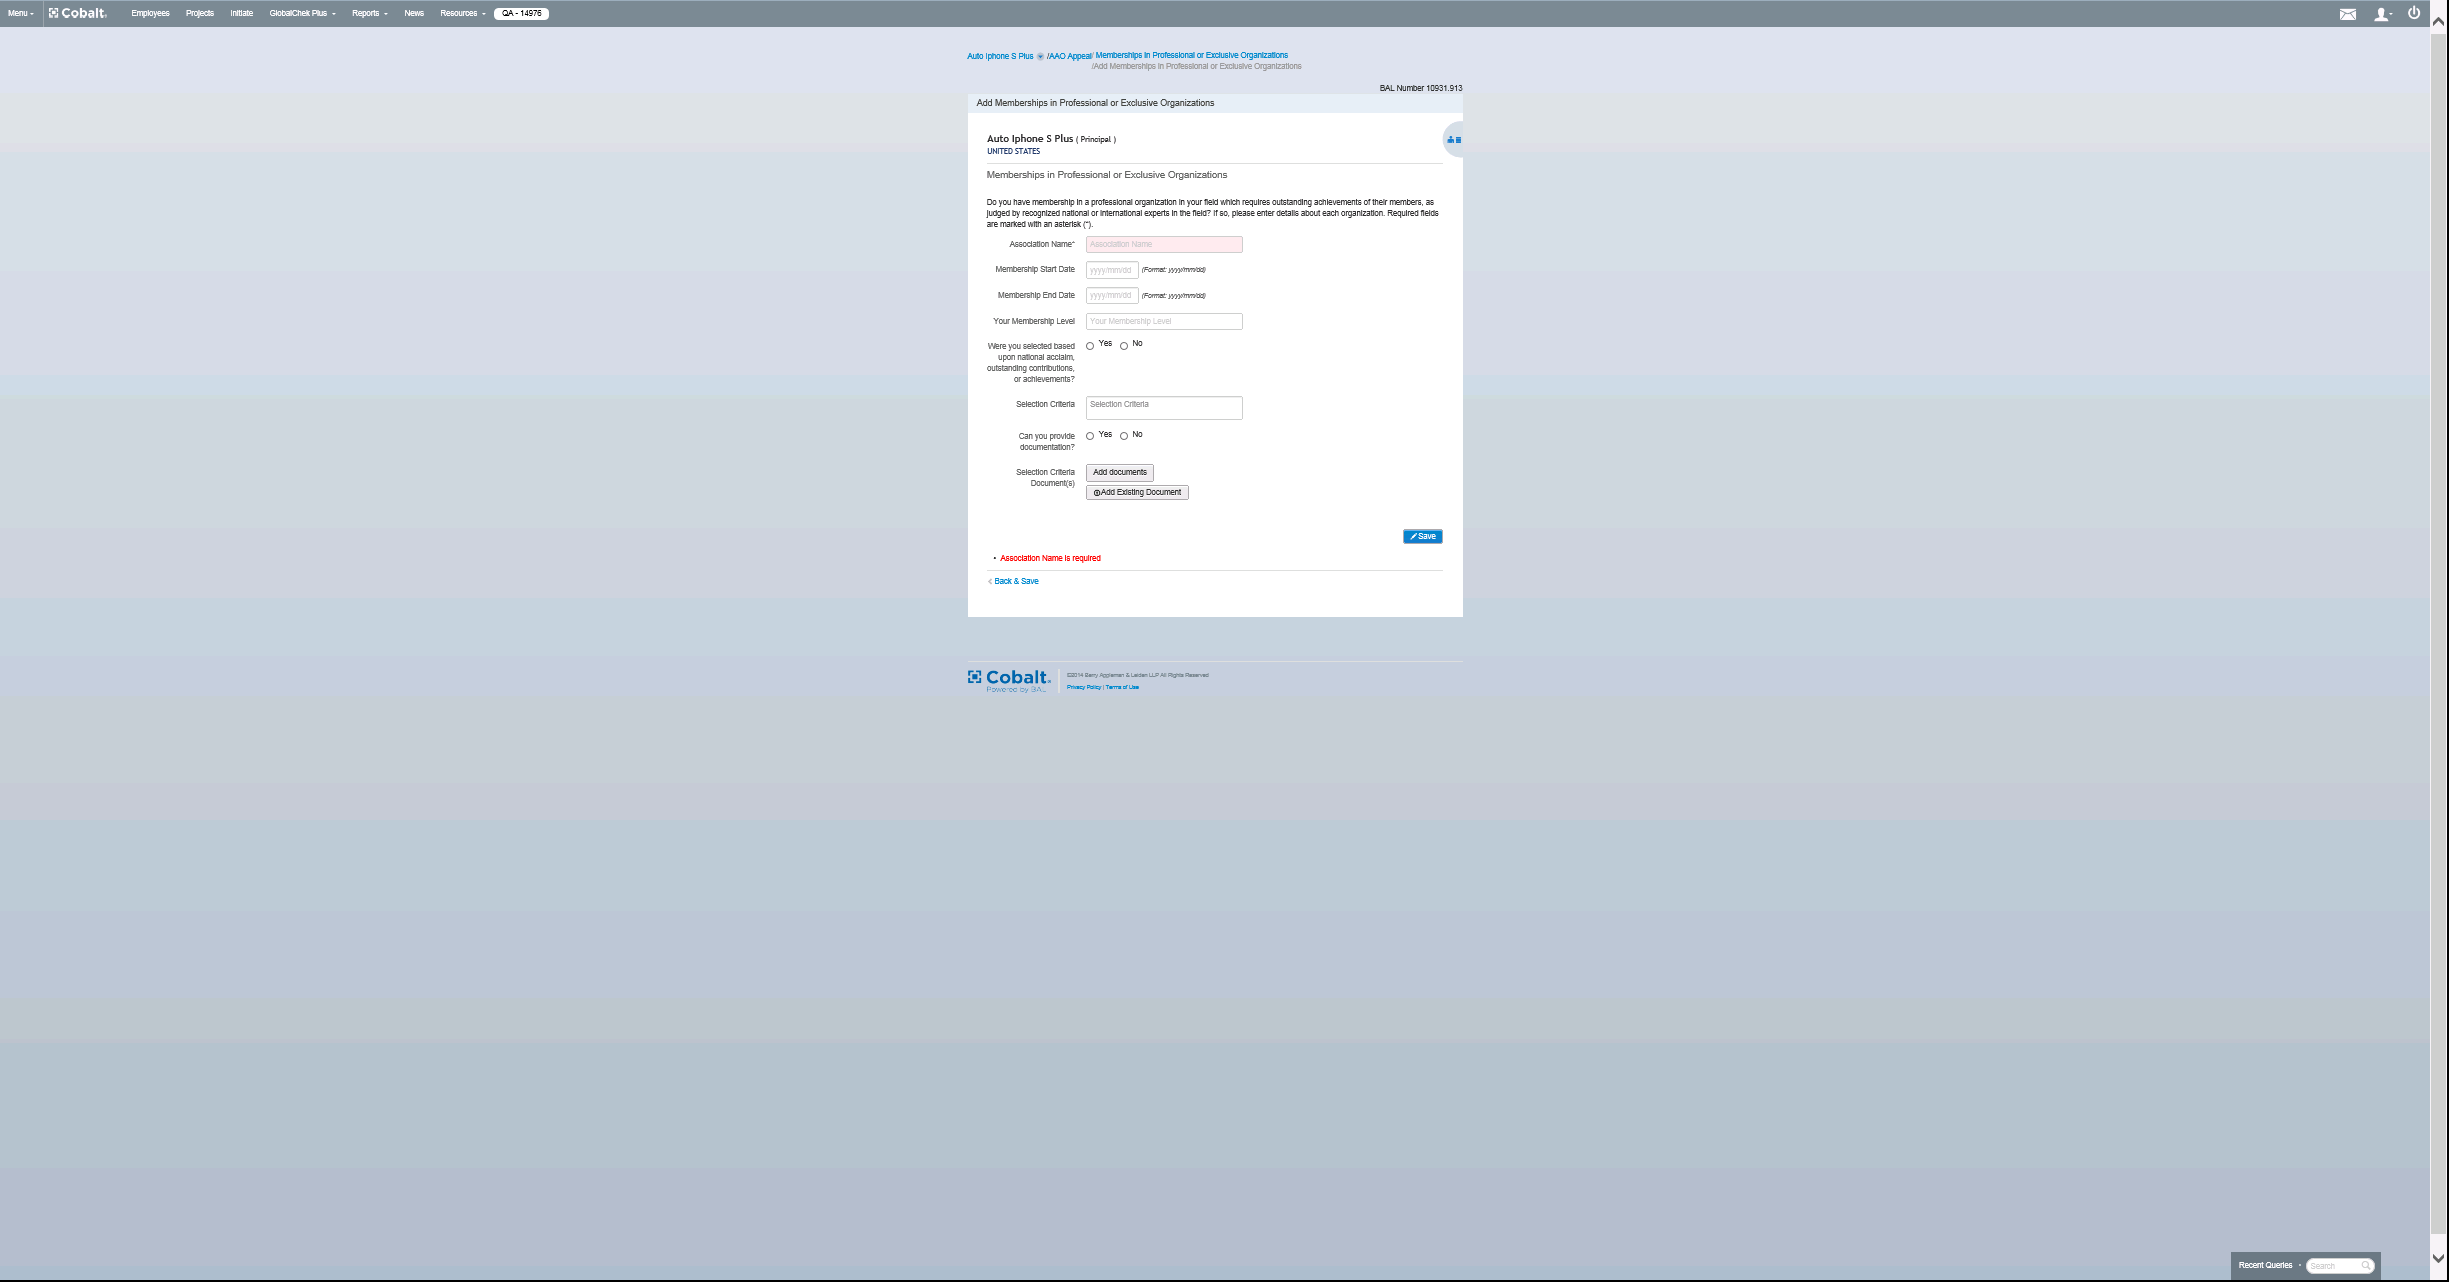 Menu
Cobalt
Employees
Projects
Initiate
GlobalChek Plus
Reports
News
Resources
QA - 14976
Auto Iphone S Plus /AAO Appeal/ Memberships in Professional or Exclusive Organizations
/Add Memberships in Professional or Exclusive Organizations
BAL Number 10931.913
Add Memberships in Professional or Exclusive Organizations
Auto Iphone S Plus ( Principal )
UNITED STATES
Memberships in Professional or Exclusive Organizations
Do you have membership in a professional organization in your field which requires outstanding achievements of their members, as
judged by recognized national or international experts in the field? If so, please enter details about each organization. Required fields
are marked with an asterisk (*).
Association Name* Association Name
Membership Start Date yyyy/mm/dd (Format: yyyy/mm/dd)
Membership End Date yyyy/mm/dd (Format: yyyy/mm/dd)
Your Membership Level Your Membership Level
Were you selected based Yes No
upon national acclaim,
outstanding contributions,
or achievements?
Selection Criteria Selection Criteria
Can you provide Yes No
documentation?
Selection Criteria Add documents
Document(s)
Add Existing Document
Save
• Association Name is required
Back & Save
Cobalt.
Powered by BAL
©2014 Berry Appleman & Leiden LLP All Rights Reserved
Privacy Policy | Terms of Use
Recent Queries
Search